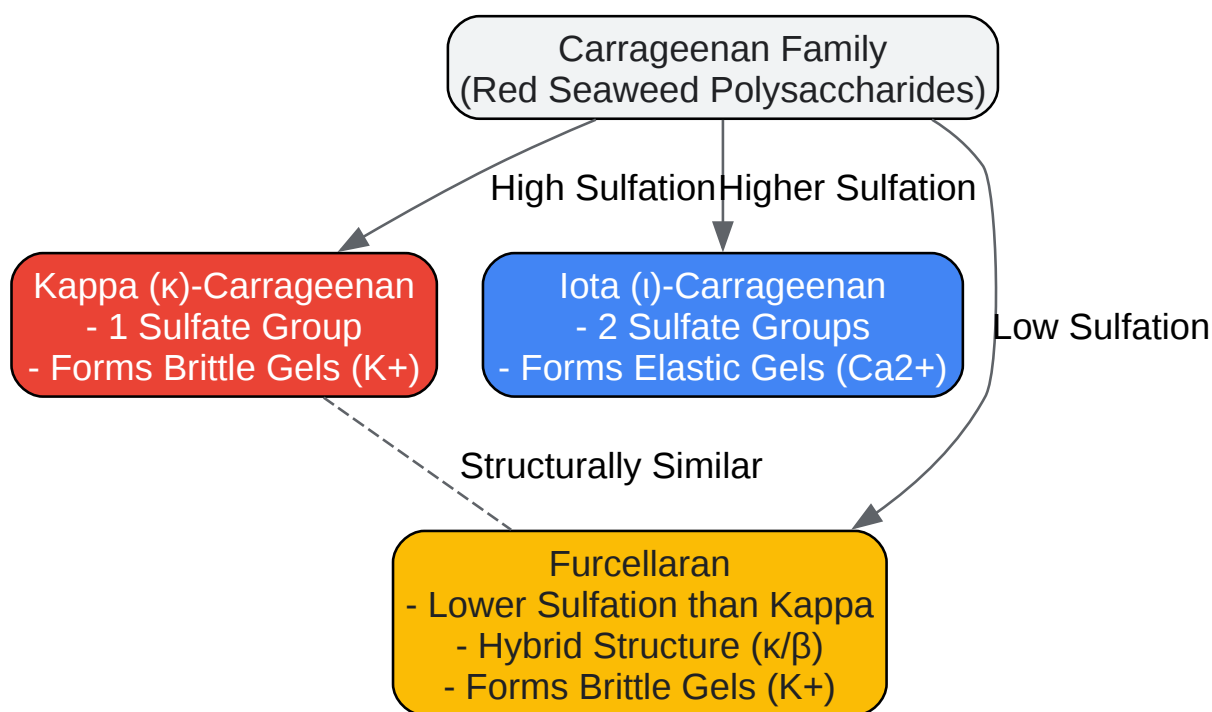 Carrageenan Family
(Red Seaweed Polysaccharides)
High Sulfation
Higher Sulfation
Kappa (κ)-Carrageenan
- 1 Sulfate Group
- Forms Brittle Gels (K+)
Iota (ι)-Carrageenan
- 2 Sulfate Groups
- Forms Elastic Gels (Ca2+)
Low Sulfation
Structurally Similar
Furcellaran
- Lower Sulfation than Kappa
- Hybrid Structure (κ/β)
- Forms Brittle Gels (K+)